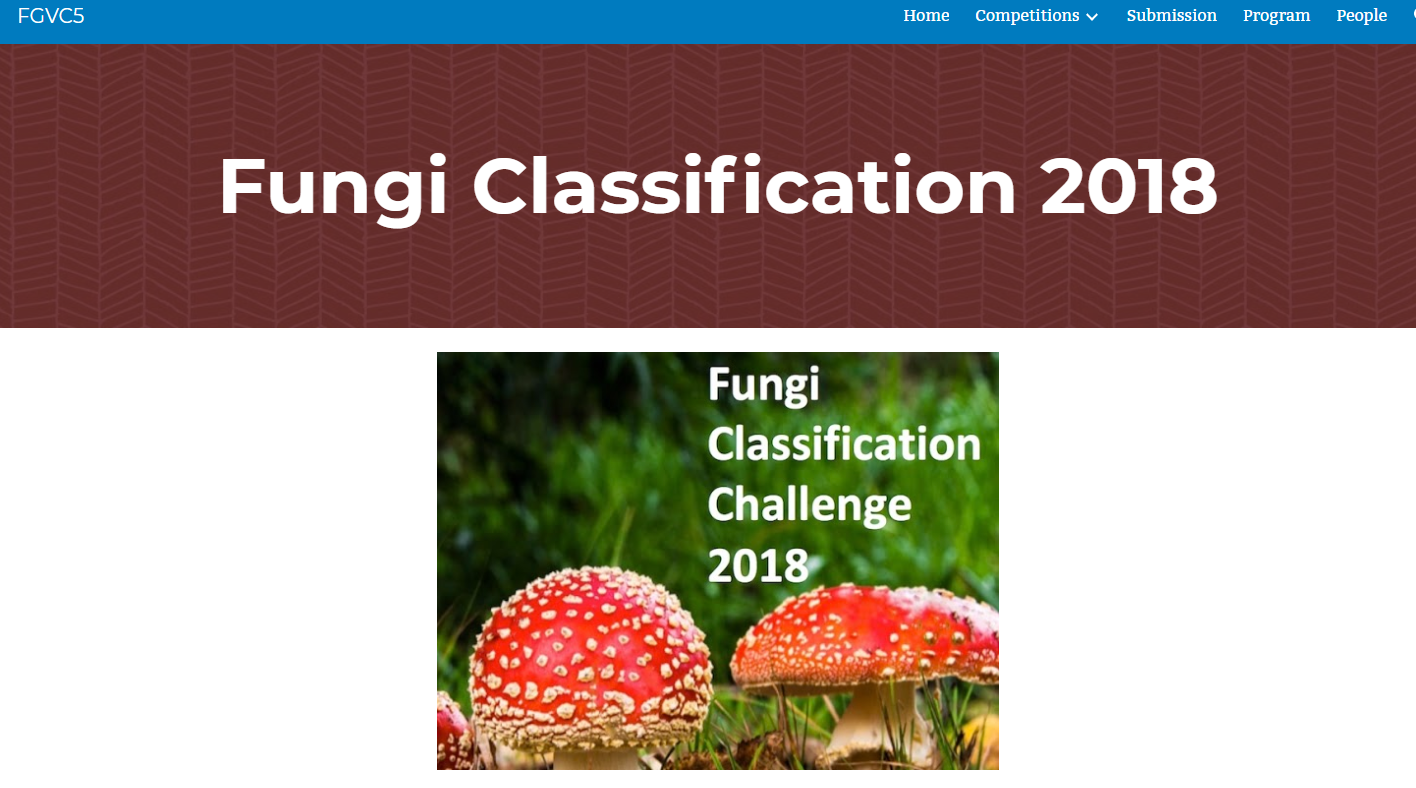 FGVC5
Home Competitions Submission Program People
Fungi Classification 2018
Fungi
Classification
Challenge
2018